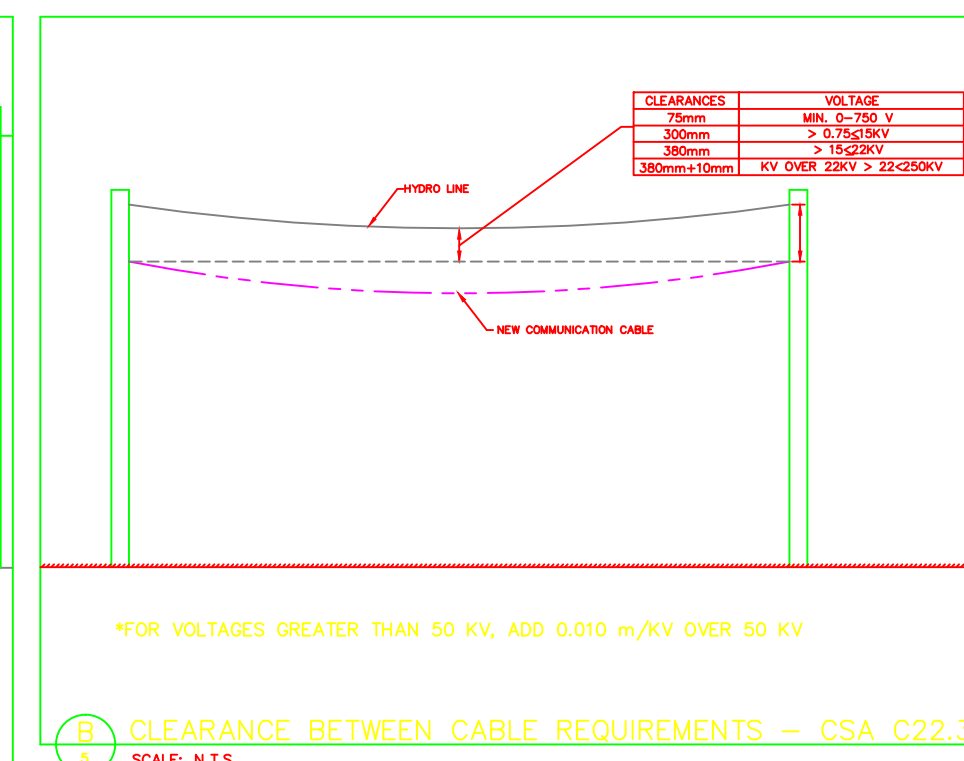 CLEARANCES VOLTAGE
75mm MIN. 0-750 V
300mm > 0.75≤15KV
380mm > 15≤22KV
380mm+10mm KV OVER 22KV > 22<250KV
HYDRO LINE
NEW COMMUNICATION CABLE
*FOR VOLTAGES GREATER THAN 50 KV, ADD 0.010 m/KV OVER 50 KV
B CLEARANCE BETWEEN CABLE REQUIREMENTS - CSA C22.3
5 SCALE: N.T.S